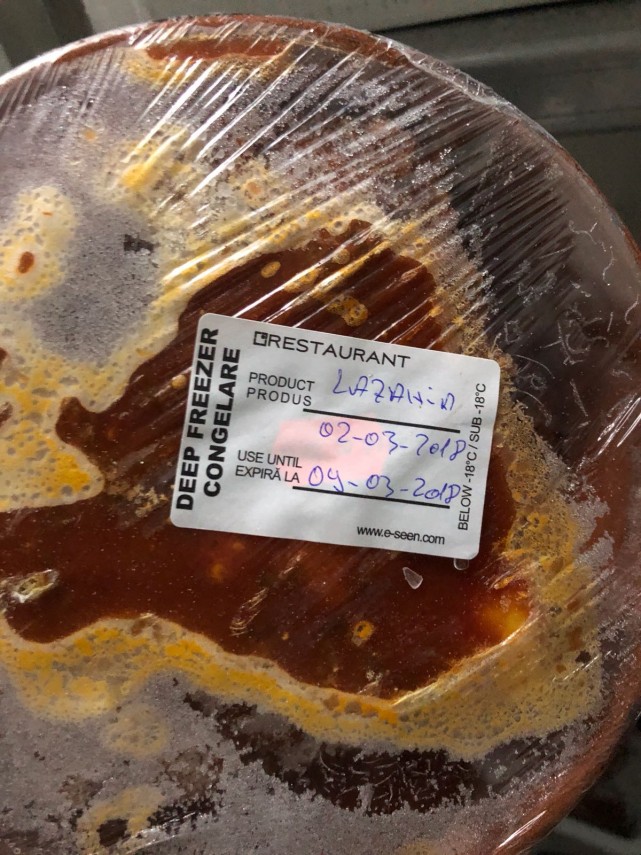 RESTAURANT
DEEP FREEZER
CONGELARE
PRODUCT
PRODUS
02-03-2018
USE UNTIL
EXPIRĂ LA 04-03-2018
BELOW -18°C / SUB -18°C
www.e-seen.com